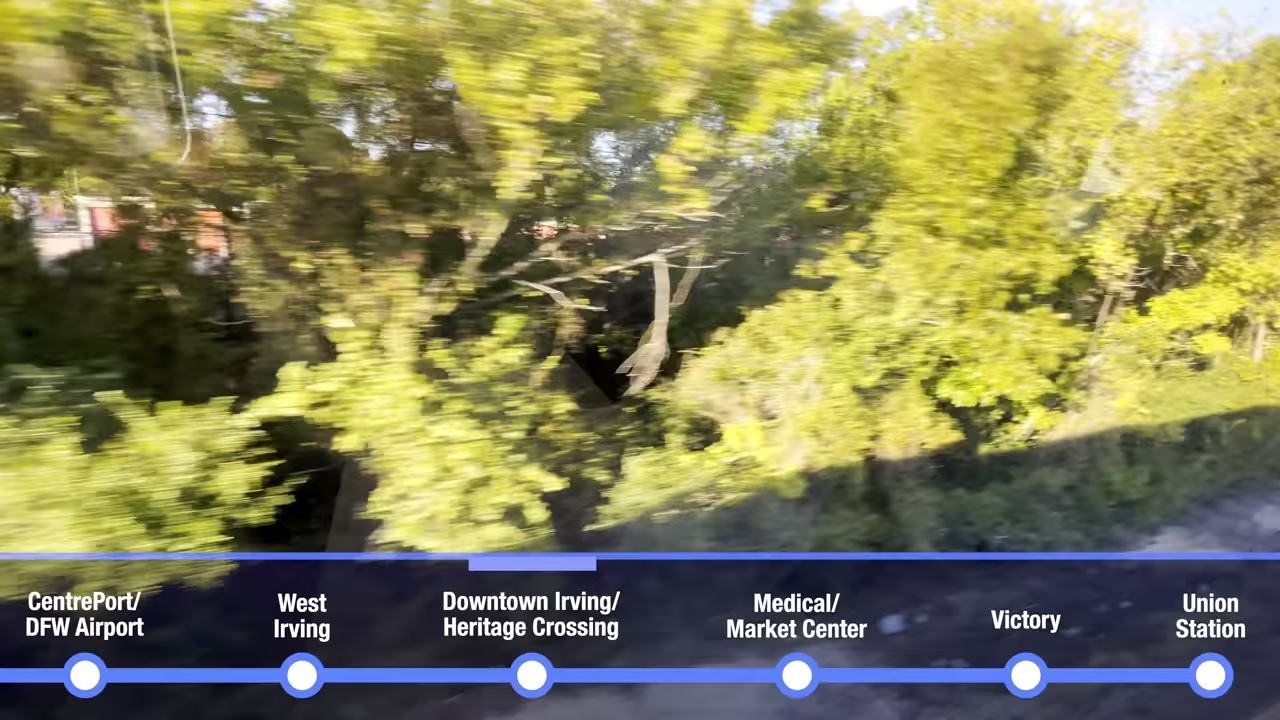 CentrePort/
DFW Airport
West
Irving
Downtown Irving/
Heritage Crossing
Medical/
Market Center
Victory
Union
Station